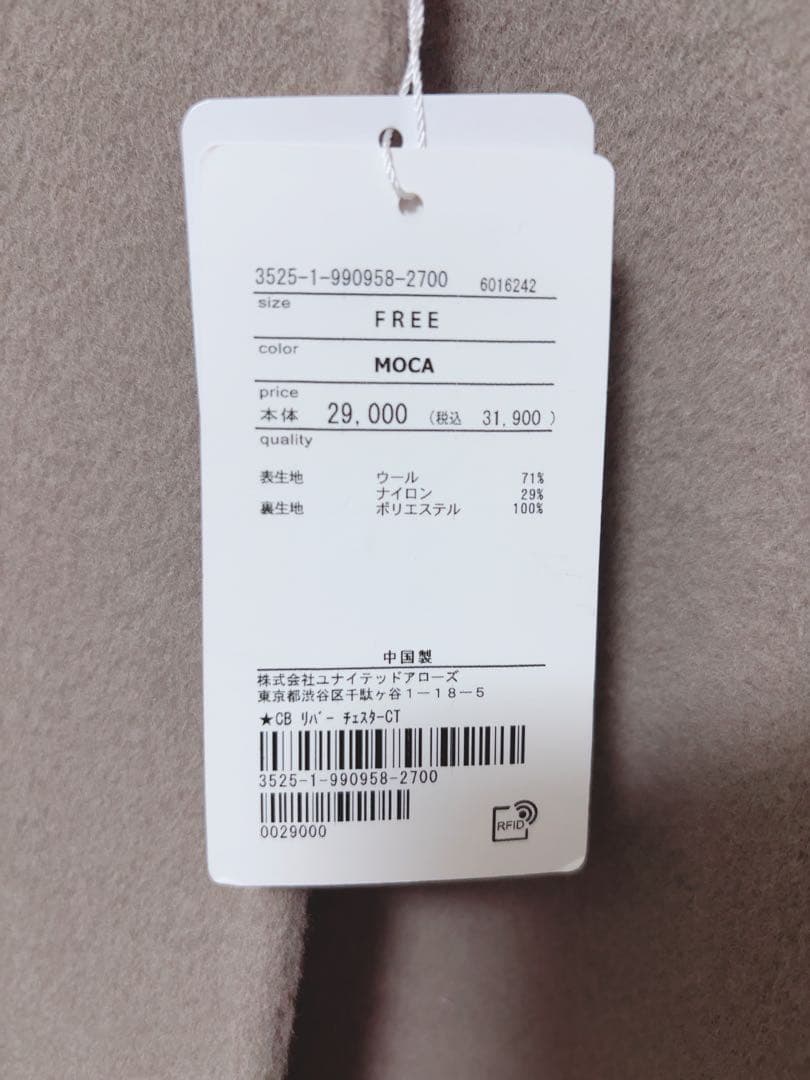 3525-1-990958-2700 6016242
size
FREE
color
MOCA
price
本体 29,000 (税込 31,900 )
quality
表生地 ウール 71%
ナイロン 29%
裏生地 ポリエステル 100%
中国製
株式会社ユナイテッドアローズ
東京都渋谷区千駄ヶ谷1-18-5
★CB ﾘﾊﾞｰ ﾁｪｽﾀｰCT
3525-1-990958-2700
0029000
RFID